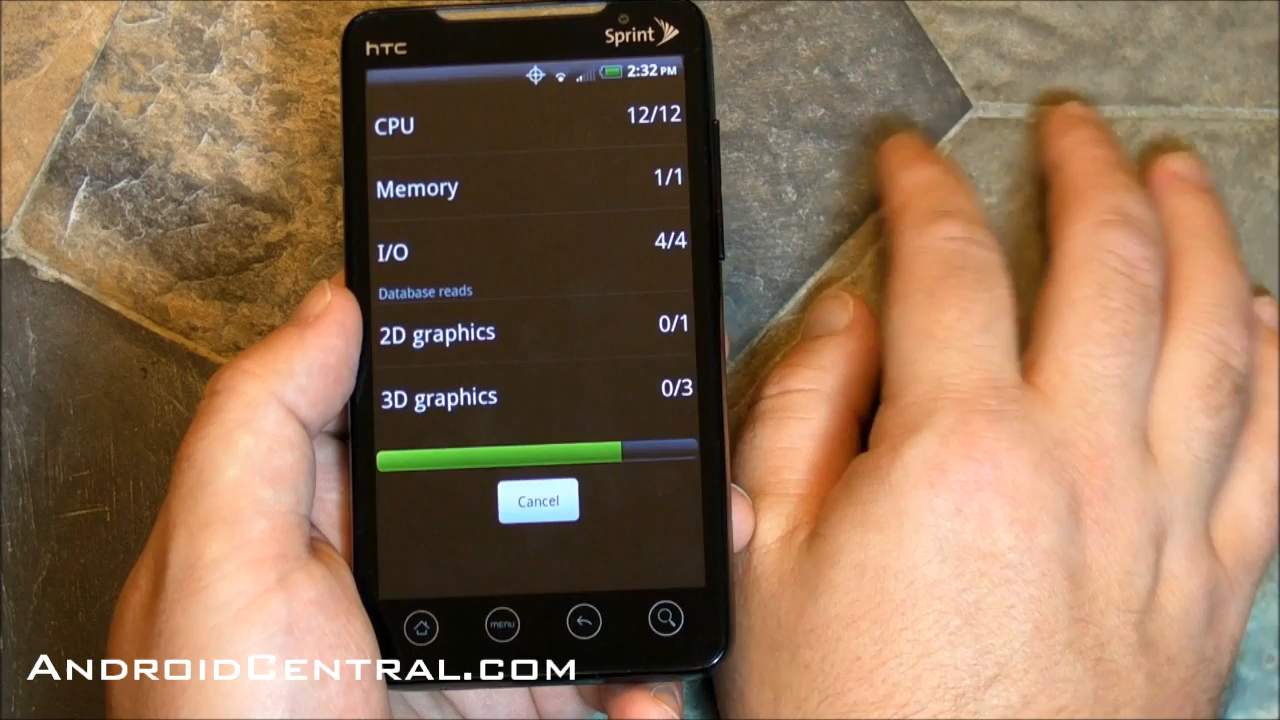 hTC
Sprint
2:32 PM
CPU 12/12
Memory 1/1
I/O 4/4
Database reads
2D graphics 0/1
3D graphics 0/3
Cancel
MENU
ANDROIDCENTRAL.COM